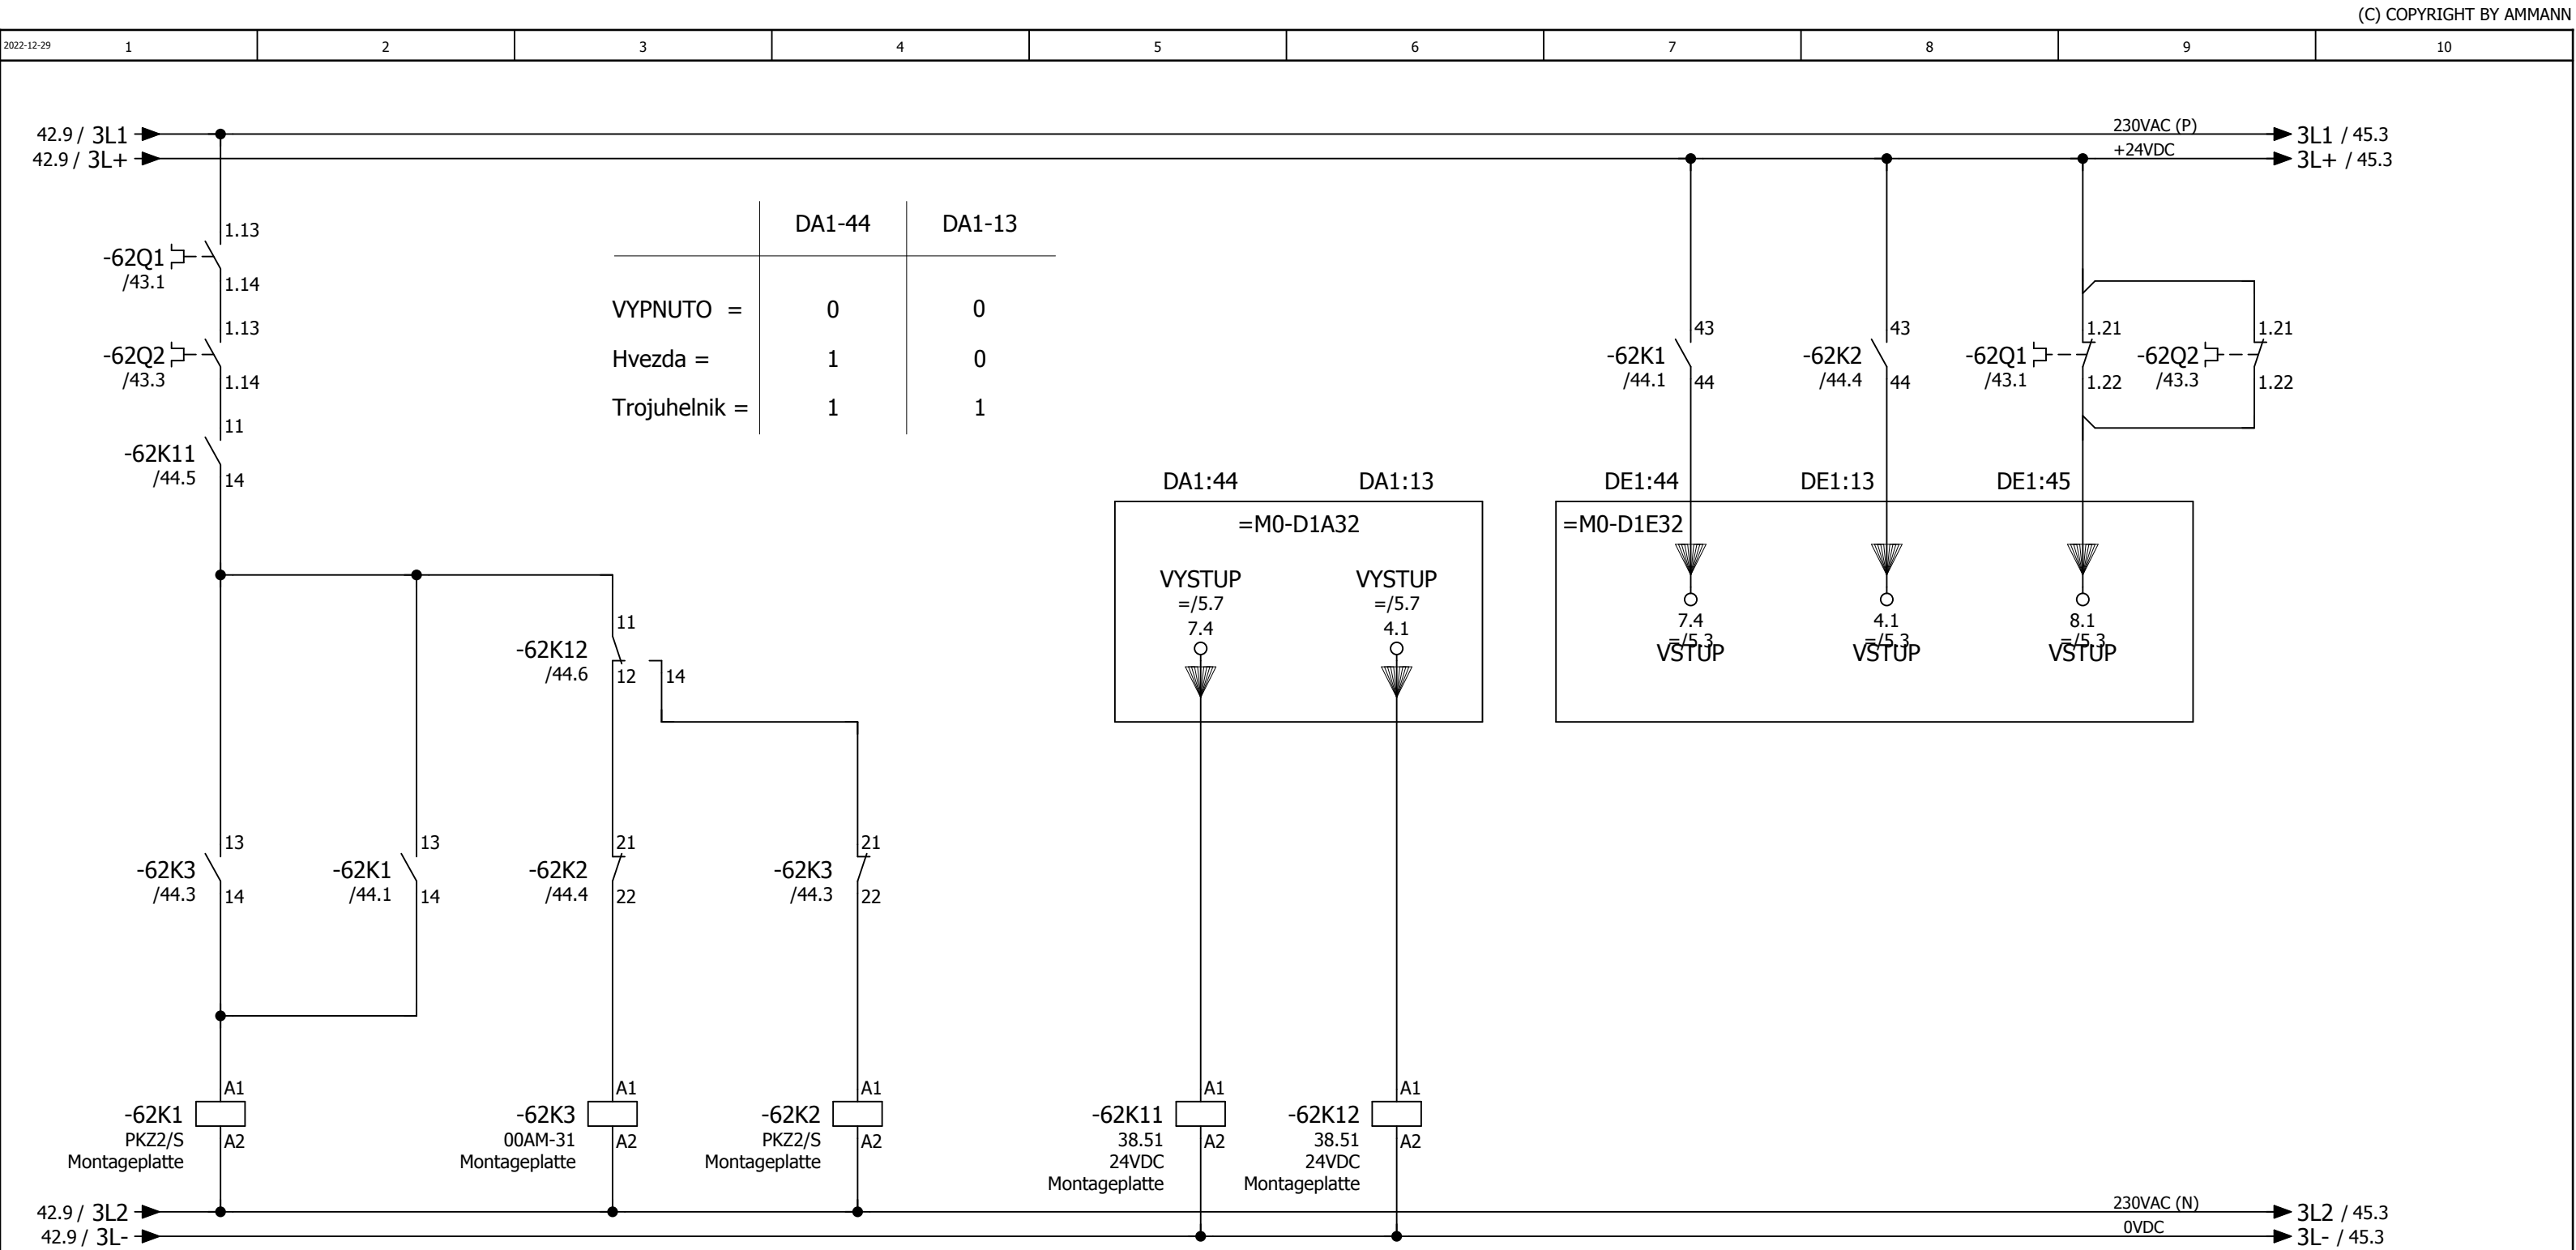 (C) COPYRIGHT BY AMMANN
2022-12-29 1 2 3 4 5 6 7 8 9 10
42.9 / 3L1 230VAC (P) 3L1 / 45.3
42.9 / 3L+ +24VDC 3L+ / 45.3
DA1-44 DA1-13
VYPNUTO = 0 0
Hvezda = 1 0
Trojuhelnik = 1 1
1.13
-62Q1
/43.1
1.14
1.13
-62Q2
/43.3
1.14
11
-62K11
/44.5
14
11
-62K12
/44.6
12 14
13
-62K3
/44.3
14
13
-62K1
/44.1
14
21
-62K2
/44.4
22
21
-62K3
/44.3
22
A1
-62K1
PKZ2/S
A2
Montageplatte
A1
-62K3
00AM-31
A2
Montageplatte
A1
-62K2
PKZ2/S
A2
Montageplatte
DA1:44 DA1:13
=M0-D1A32
VYSTUP
=/5.7
7.4
VYSTUP
=/5.7
4.1
A1
-62K11
38.51
A2
24VDC
Montageplatte
A1
-62K12
38.51
A2
24VDC
Montageplatte
43
-62K1
/44.1
44
43
-62K2
/44.4
44
1.21
-62Q1
/43.1
1.22
1.21
-62Q2
/43.3
1.22
DE1:44 DE1:13 DE1:45
=M0-D1E32
7.4
=/5.3
VSTUP
4.1
=/5.3
VSTUP
8.1
=/5.3
VSTUP
42.9 / 3L2 230VAC (N) 3L2 / 45.3
42.9 / 3L- 0VDC 3L- / 45.3